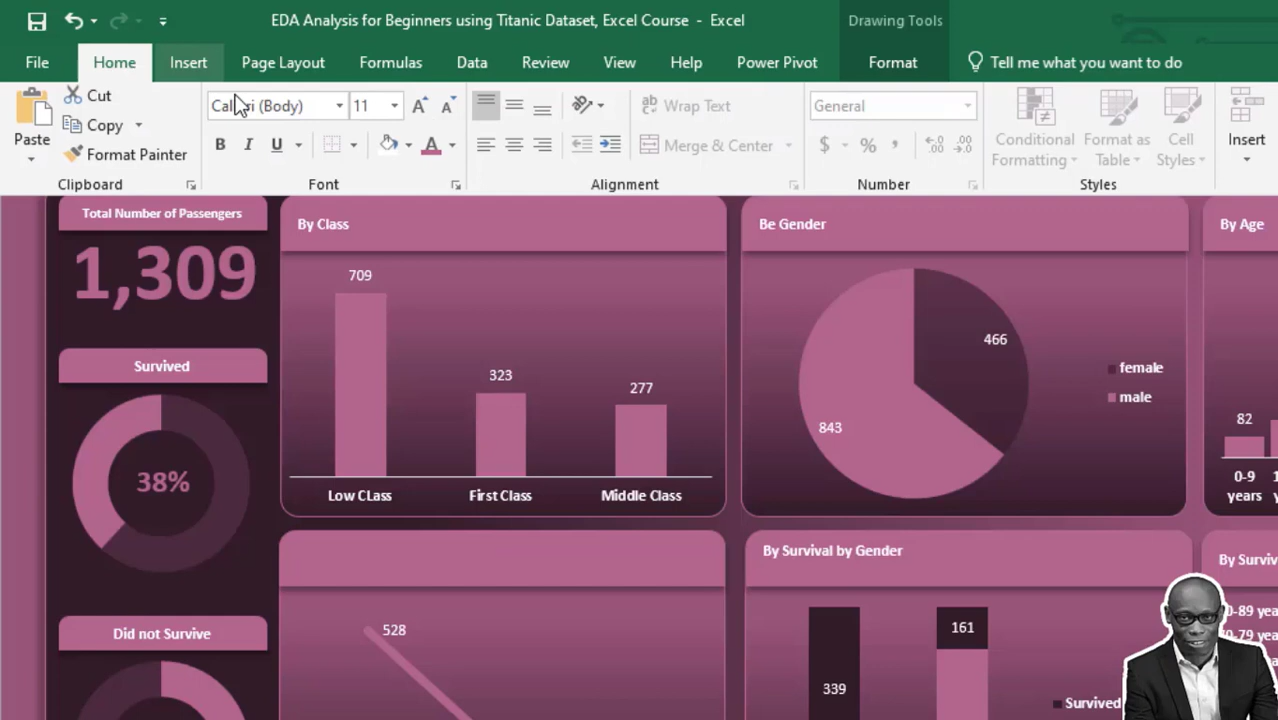 EDA Analysis for Beginners using Titanic Dataset, Excel Course - Excel
Drawing Tools
File
Home
Insert
Page Layout
Formulas
Data
Review
View
Help
Power Pivot
Format
Tell me what you want to do
Paste
Cut
Copy
Format Painter
Clipboard
Calibri (Body)
11
B I U
A
Font
Wrap Text
Merge & Center
Alignment
General
$ % ,
Number
Conditional
Formatting
Format as
Table
Cell
Styles
Styles
Insert
Total Number of Passengers
1,309
Survived
38%
Did not Survive
By Class
709
323
277
Low CLass
First Class
Middle Class
Be Gender
466
843
female
male
By Age
82
0-9
years
528
By Survival by Gender
339
161
Survived